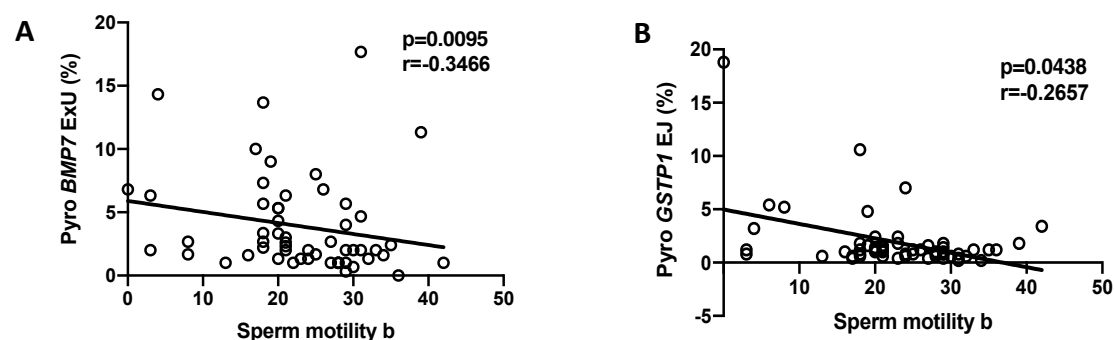 A
p=0.0095
r=-0.3466
Pyro BMP7 ExU (%)
20
15
10
5
0
0 10 20 30 40 50
Sperm motility b
B
p=0.0438
r=-0.2657
Pyro GSTP1 EJ (%)
20
15
10
5
0
-5
10 20 30 40 50
Sperm motility b